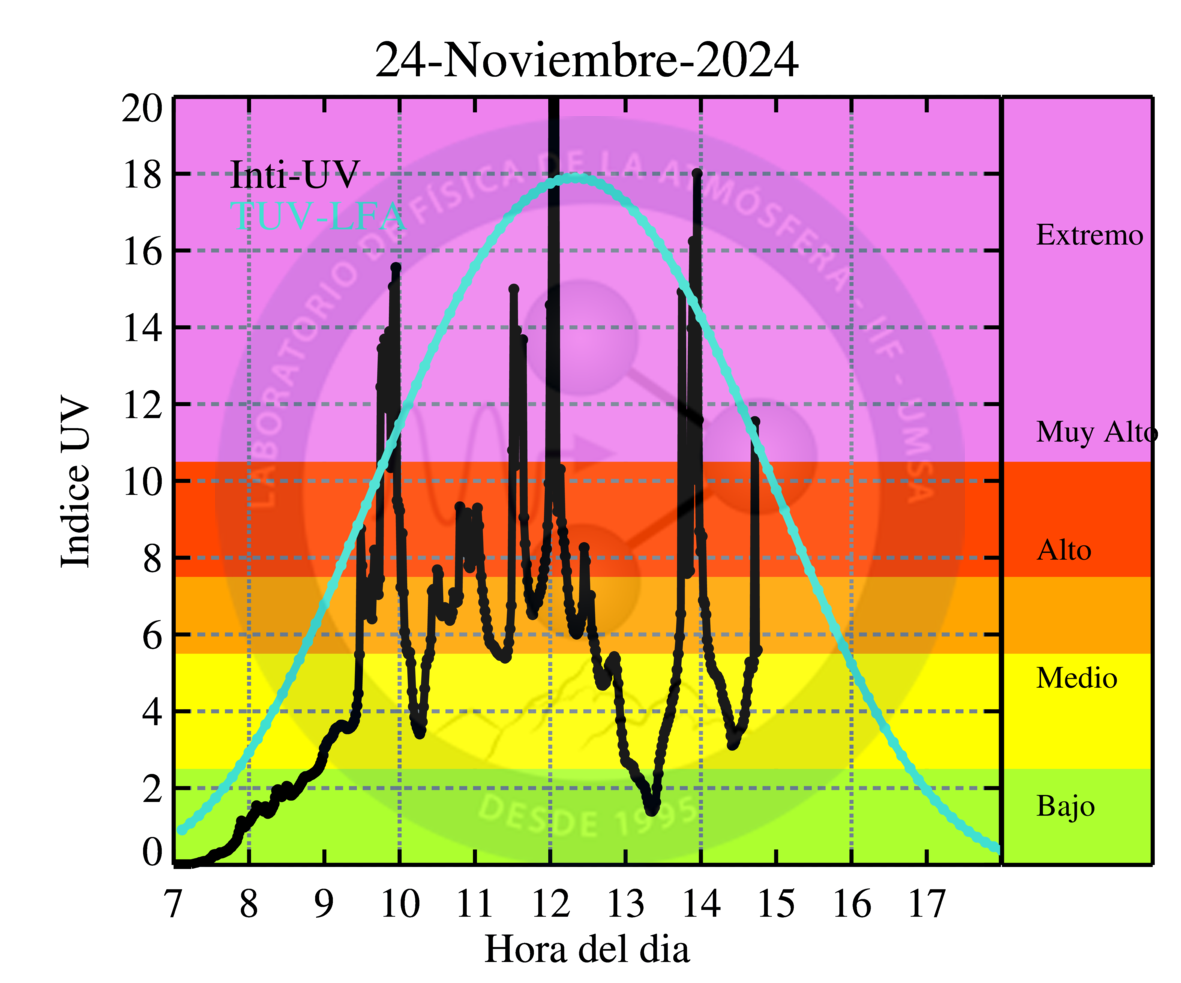 24-Noviembre-2024
20
18
16
14
12
10
8
6
4
2
0
Indice UV
Inti-UV
TUV-LFA
LABORATORIO DE FÍSICA DE LA ATMÓSFERA - IIF - UMSA
DESDE 1995
Extremo
Muy Alto
Alto
Medio
Bajo
7 8 9 10 11 12 13 14 15 16 17
Hora del dia